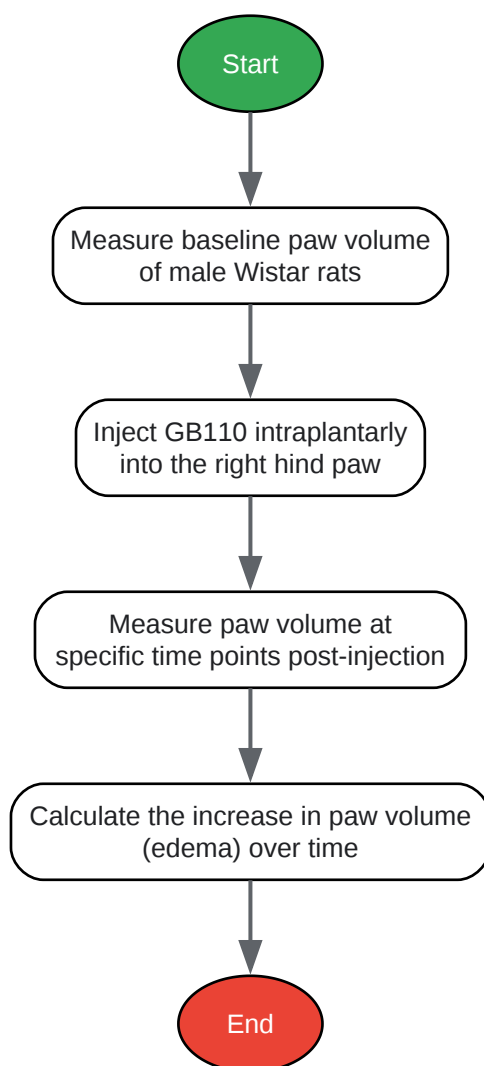 Start
Measure baseline paw volume
of male Wistar rats
Inject GB110 intraplantarly
into the right hind paw
Measure paw volume at
specific time points post-injection
Calculate the increase in paw volume
(edema) over time
End